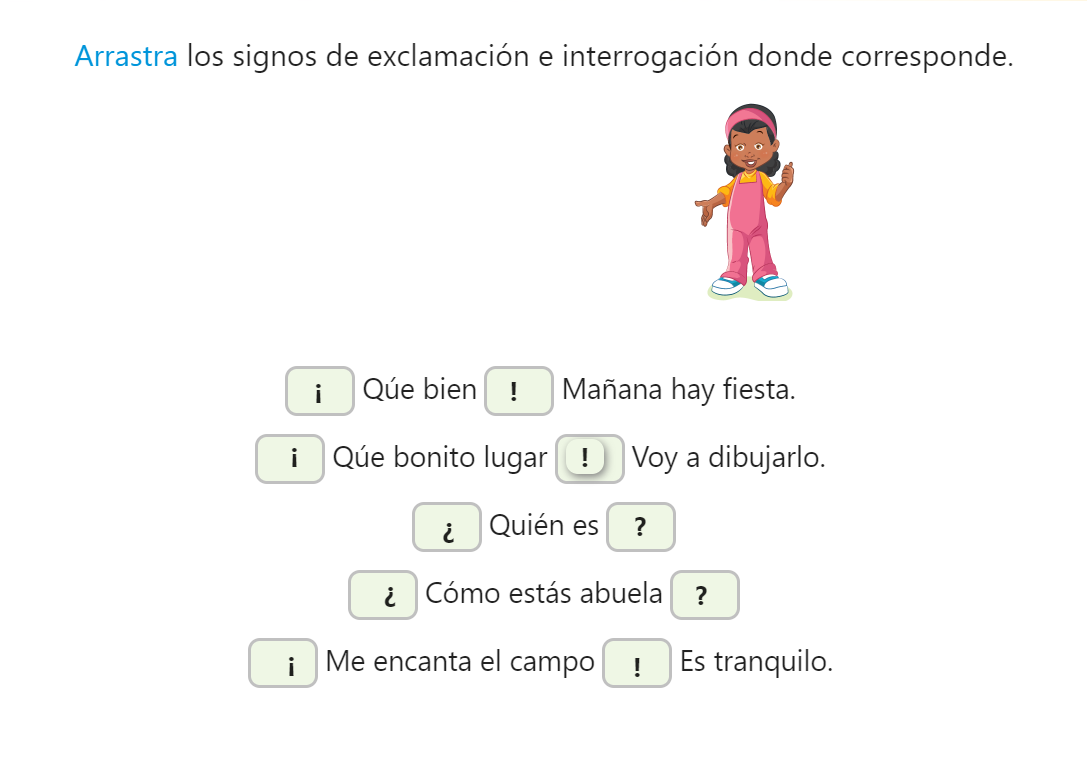 Arrastra los signos de exclamación e interrogación donde corresponde.
¡ Qúe bien ! Mañana hay fiesta.
¡ Qúe bonito lugar ! Voy a dibujarlo.
¿ Quién es ?
¿ Cómo estás abuela ?
¡ Me encanta el campo ! Es tranquilo.